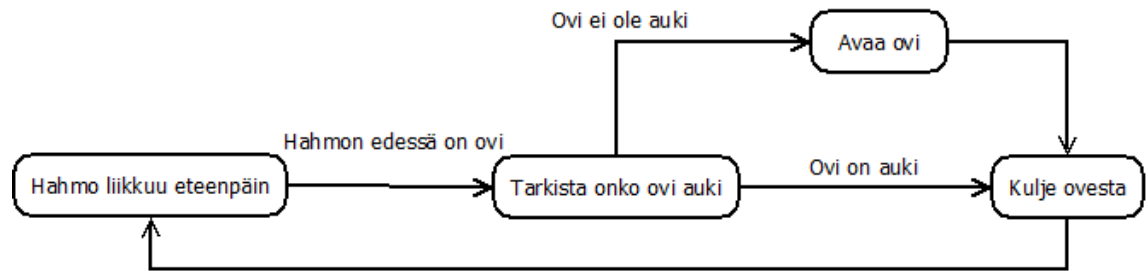 Ovi ei ole auki
Avaa ovi
Hahmon edessä on ovi
Ovi on auki
Hahmo liikkuu eteenpäin
Tarkista onko ovi auki
Kulje ovesta